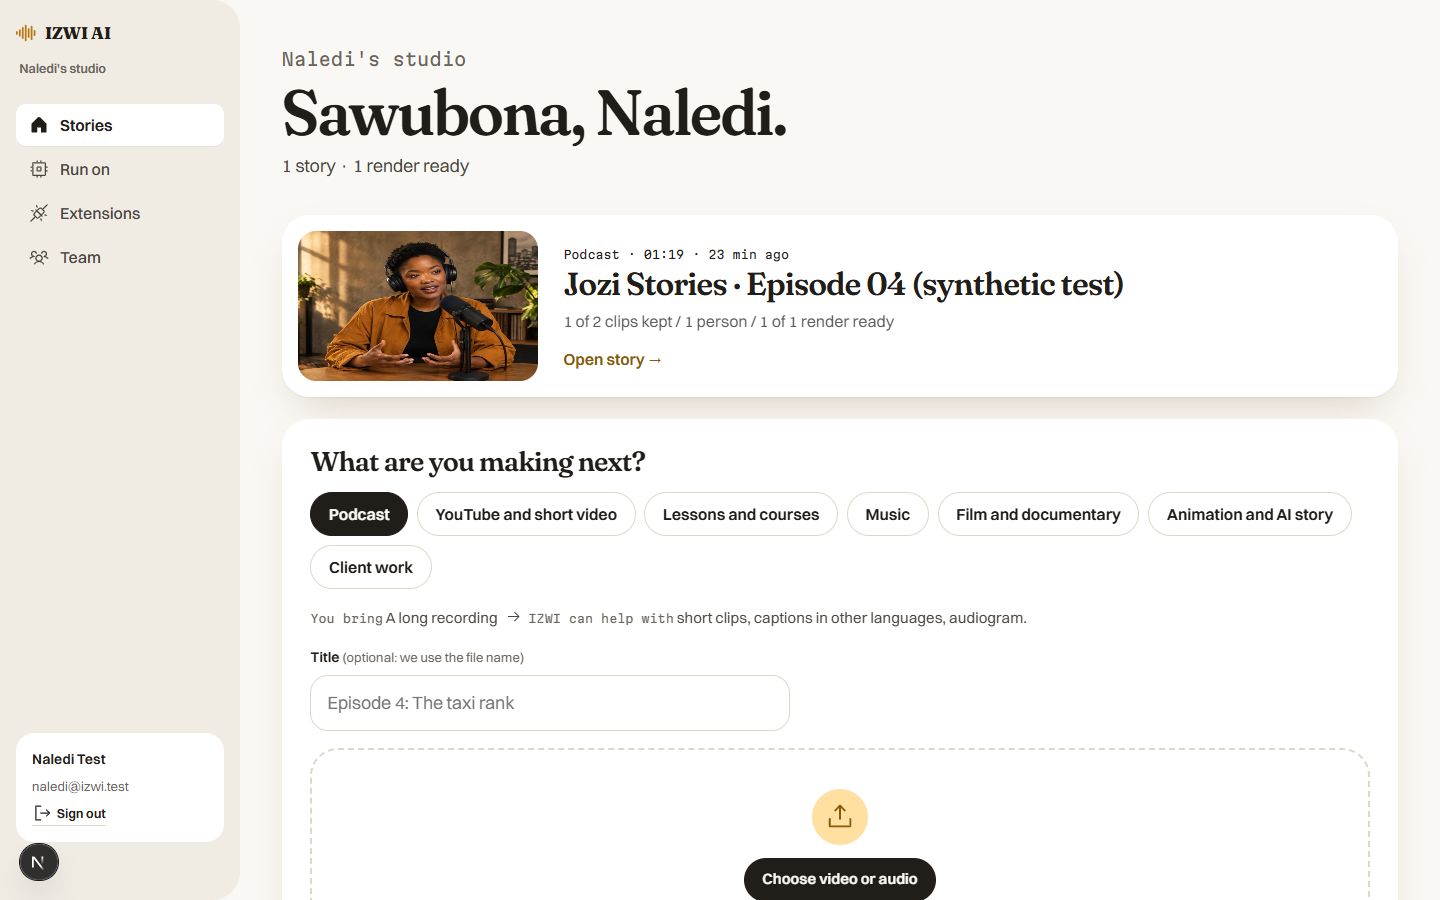 IZWI AI
Naledi's studio
Stories
Run on
Extensions
Team
Naledi Test
naledi@izwi.test
Sign out
N
Naledi's studio
Sawubona, Naledi.
1 story · 1 render ready
Podcast · 01:19 · 23 min ago
Jozi Stories · Episode 04 (synthetic test)
1 of 2 clips kept / 1 person / 1 of 1 render ready
Open story →
What are you making next?
Podcast
YouTube and short video
Lessons and courses
Music
Film and documentary
Animation and AI story
Client work
You bring A long recording → IZWI can help with short clips, captions in other languages, audiogram.
Title (optional: we use the file name)
Episode 4: The taxi rank
Choose video or audio